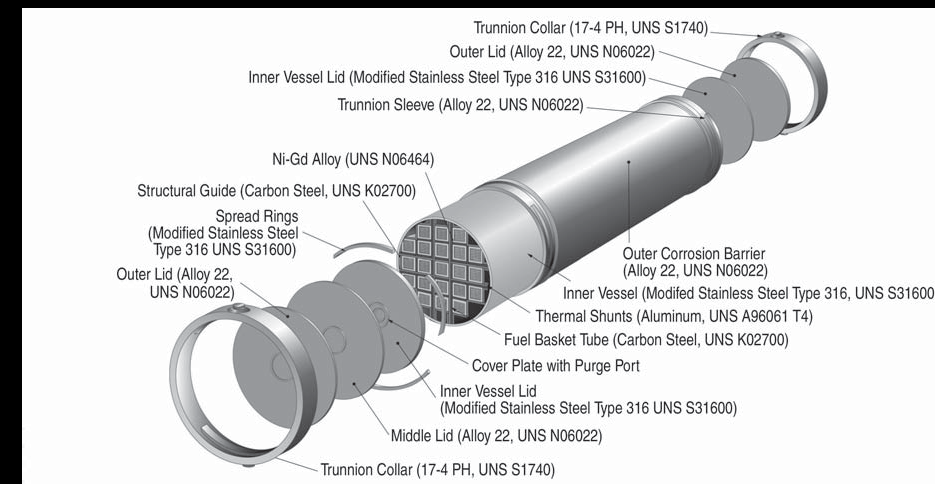 Trunnion Collar (17-4 PH, UNS S1740)
Outer Lid (Alloy 22, UNS N06022)
Inner Vessel Lid (Modified Stainless Steel Type 316 UNS S31600)
Trunnion Sleeve (Alloy 22, UNS N06022)
Ni-Gd Alloy (UNS N06464)
Structural Guide (Carbon Steel, UNS K02700)
Spread Rings
(Modified Stainless Steel
Type 316 UNS S31600)
Outer Lid (Alloy 22,
UNS N06022)
Outer Corrosion Barrier
(Alloy 22, UNS N06022)
Inner Vessel (Modifed Stainless Steel Type 316, UNS S31600
Thermal Shunts (Aluminum, UNS A96061 T4)
Fuel Basket Tube (Carbon Steel, UNS K02700)
Cover Plate with Purge Port
Inner Vessel Lid
(Modified Stainless Steel Type 316 UNS S31600)
Middle Lid (Alloy 22, UNS N06022)
Trunnion Collar (17-4 PH, UNS S1740)